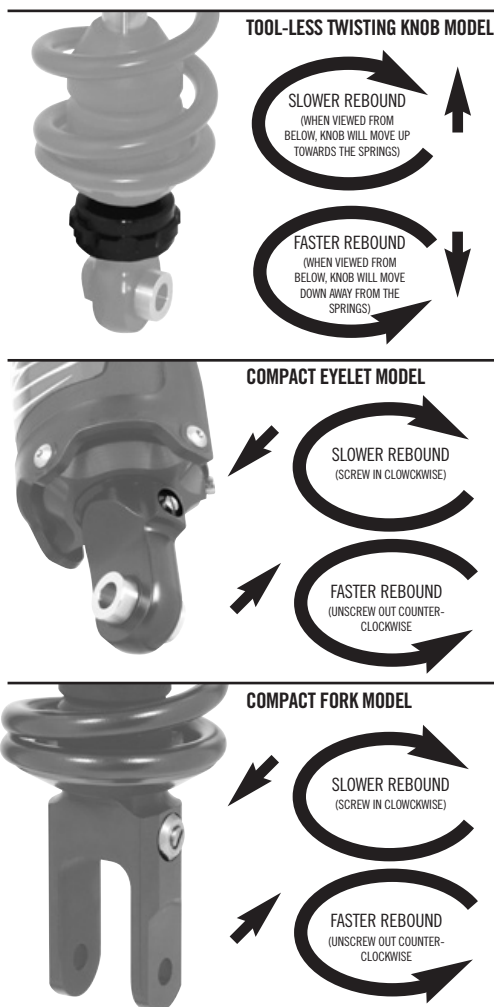 TOOL-LESS TWISTING KNOB MODEL
SLOWER REBOUND
(WHEN VIEWED FROM
BELOW, KNOB WILL MOVE UP
TOWARDS THE SPRINGS)
FASTER REBOUND
(WHEN VIEWED FROM
BELOW, KNOB WILL MOVE
DOWN AWAY FROM THE
SPRINGS)
COMPACT EYELET MODEL
SLOWER REBOUND
(SCREW IN CLOWCKWISE)
FASTER REBOUND
(UNSCREW OUT COUNTER-
CLOCKWISE
COMPACT FORK MODEL
SLOWER REBOUND
(SCREW IN CLOWCKWISE)
FASTER REBOUND
(UNSCREW OUT COUNTER-
CLOCKWISE